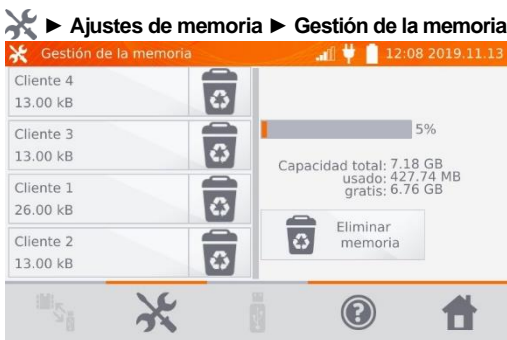 ► Ajustes de memoria ► Gestión de la memoria
Gestión de la memoria
12:08 2019.11.13
Cliente 4
13.00 kB
Cliente 3
13.00 kB
Cliente 1
26.00 kB
Cliente 2
13.00 kB
5%
Capacidad total: 7.18 GB
usado: 427.74 MB
gratis: 6.76 GB
Eliminar
memoria